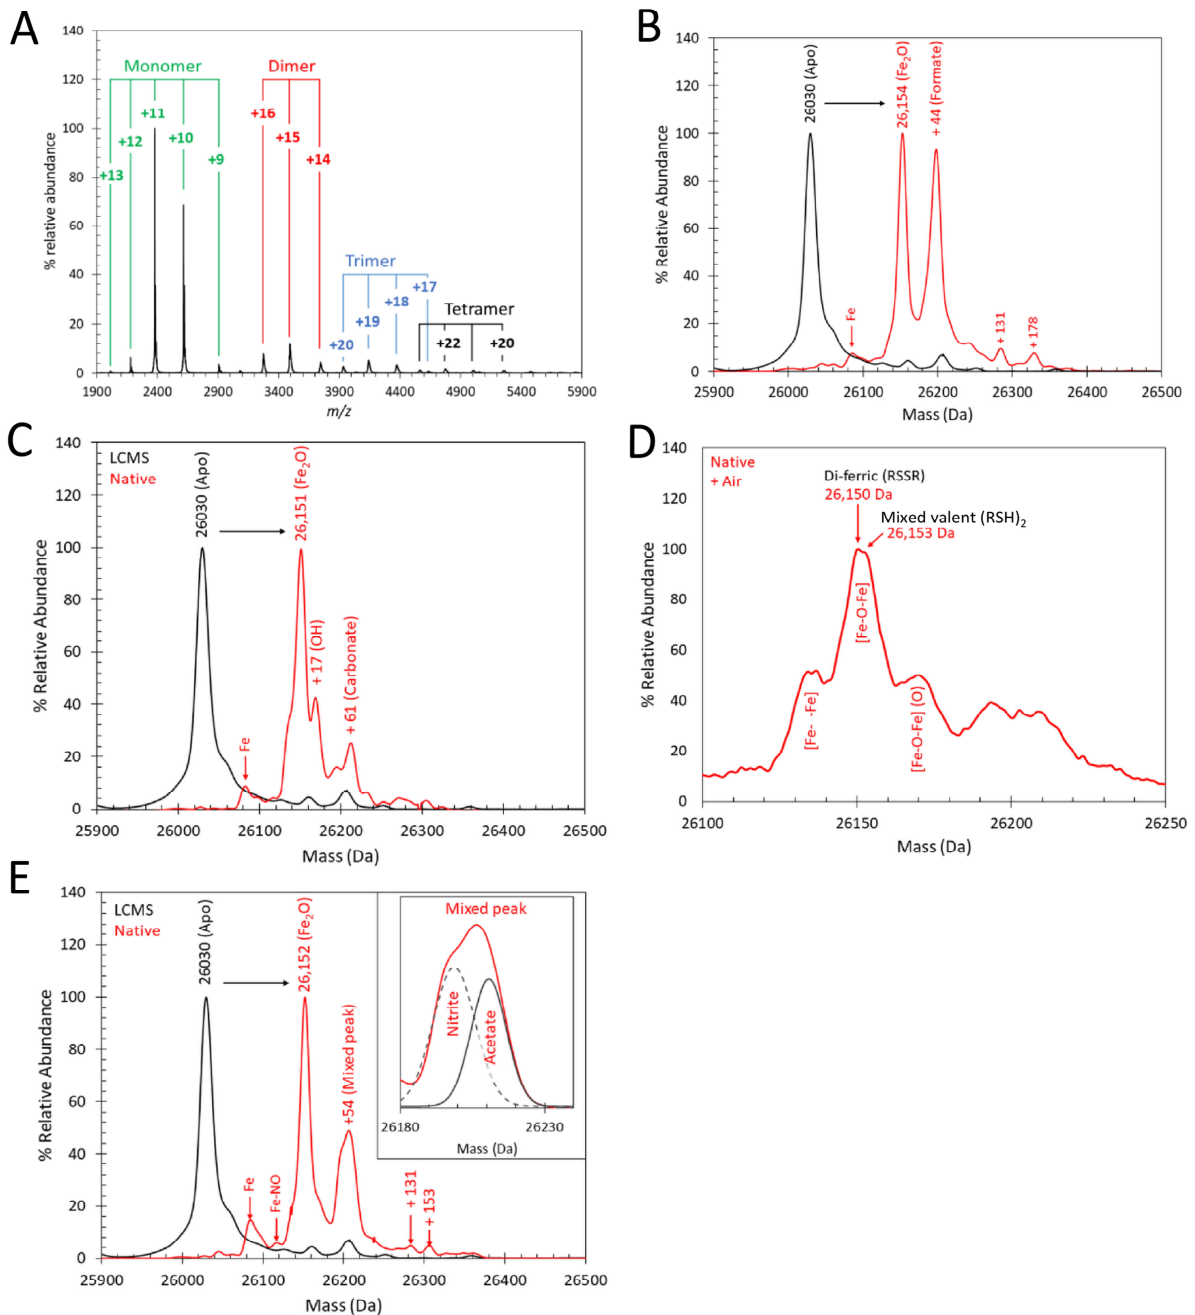 A
140
120
100
80
60
40
20
0
% relative abundance
1900 2400 2900 3400 3900 4400 4900 5400 5900
m/z
Monomer
+13
+12
+11
+10
+9
Dimer
+16
+15
+14
Trimer
+20
+19
+18
+17
Tetramer
+22
+20
B
140
120
100
80
60
40
20
0
% Relative Abundance
25900 26000 26100 26200 26300 26400 26500
Mass (Da)
26030 (Apo)
Fe
26,154 (Fe₂O)
+ 44 (Formate)
+ 131
+ 178
C
140
120
100
80
60
40
20
0
% Relative Abundance
25900 26000 26100 26200 26300 26400 26500
Mass (Da)
LCMS
Native
26030 (Apo)
Fe
26,151 (Fe₂O)
+ 17 (OH)
+ 61 (Carbonate)
D
140
120
100
80
60
40
20
0
% Relative Abundance
26100 26150 26200 26250
Mass (Da)
Native
+ Air
Di-ferric (RSSR)
26,150 Da
Mixed valent (RSH)₂
26,153 Da
[Fe- -Fe]
[Fe-O-Fe]
[Fe-O-Fe] (O)
E
140
120
100
80
60
40
20
0
% Relative Abundance
25900 26000 26100 26200 26300 26400 26500
Mass (Da)
LCMS
Native
26030 (Apo)
Fe
Fe-NO
26,152 (Fe₂O)
+54 (Mixed peak)
+ 131
+ 153
Mixed peak
Nitrite
Acetate
26180 26230
Mass (Da)